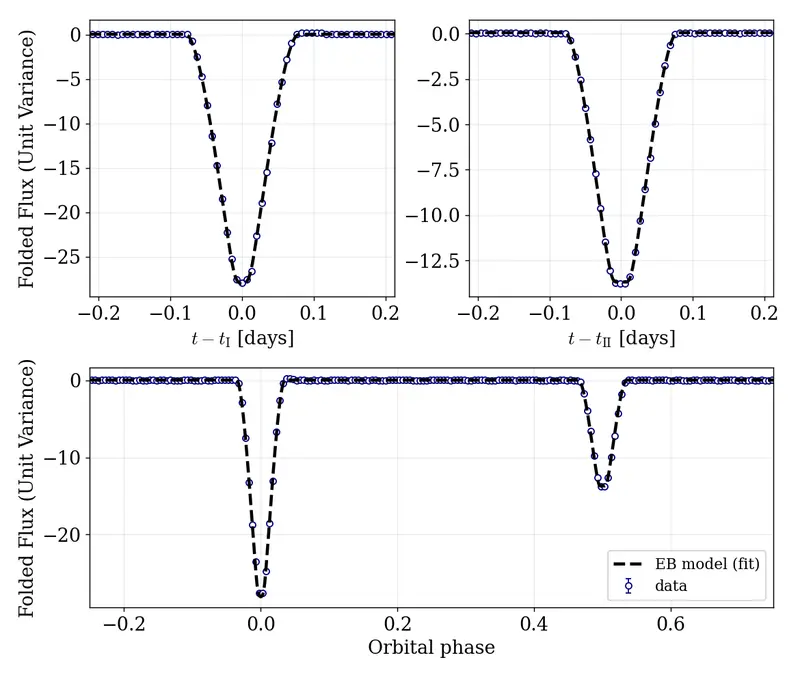 Folded Flux (Unit Variance)
0
−5
−10
−15
−20
−25
−0.2 −0.1 0.0 0.1 0.2
t − tI [days]
0.0
−2.5
−5.0
−7.5
−10.0
−12.5
−0.2 −0.1 0.0 0.1 0.2
t − tII [days]
Folded Flux (Unit Variance)
0
−10
−20
EB model (fit)
data
−0.2 0.0 0.2 0.4 0.6
Orbital phase